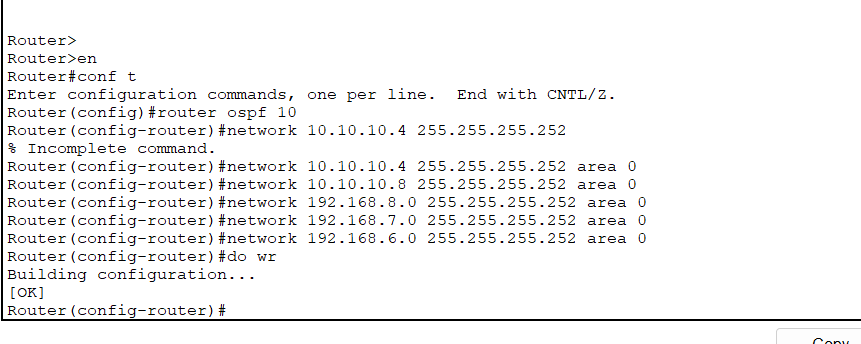 Router>
Router>en
Router#conf t
Enter configuration commands, one per line.  End with CNTL/Z.
Router(config)#router ospf 10
Router(config-router)#network 10.10.10.4 255.255.255.252
% Incomplete command.
Router(config-router)#network 10.10.10.4 255.255.255.252 area 0
Router(config-router)#network 10.10.10.8 255.255.255.252 area 0
Router(config-router)#network 192.168.8.0 255.255.255.252 area 0
Router(config-router)#network 192.168.7.0 255.255.255.252 area 0
Router(config-router)#network 192.168.6.0 255.255.255.252 area 0
Router(config-router)#do wr
Building configuration...
[OK]
Router(config-router)#
Copy